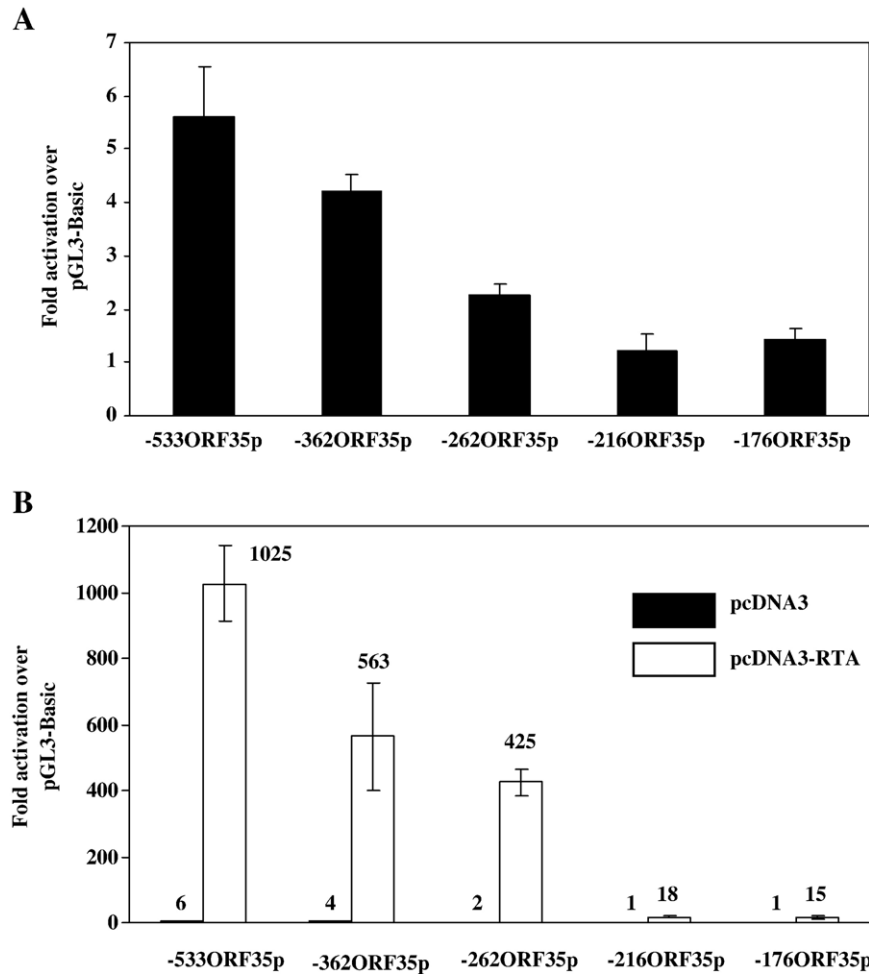 A
Fold activation over
pGL3-Basic
7
6
5
4
3
2
1
0
-533ORF35p
-362ORF35p
-262ORF35p
-216ORF35p
-176ORF35p
B
Fold activation over
pGL3-Basic
1200
1000
800
600
400
200
0
1025
563
425
6
4
2
1
18
1
15
pcDNA3
pcDNA3-RTA
-533ORF35p
-362ORF35p
-262ORF35p
-216ORF35p
-176ORF35p